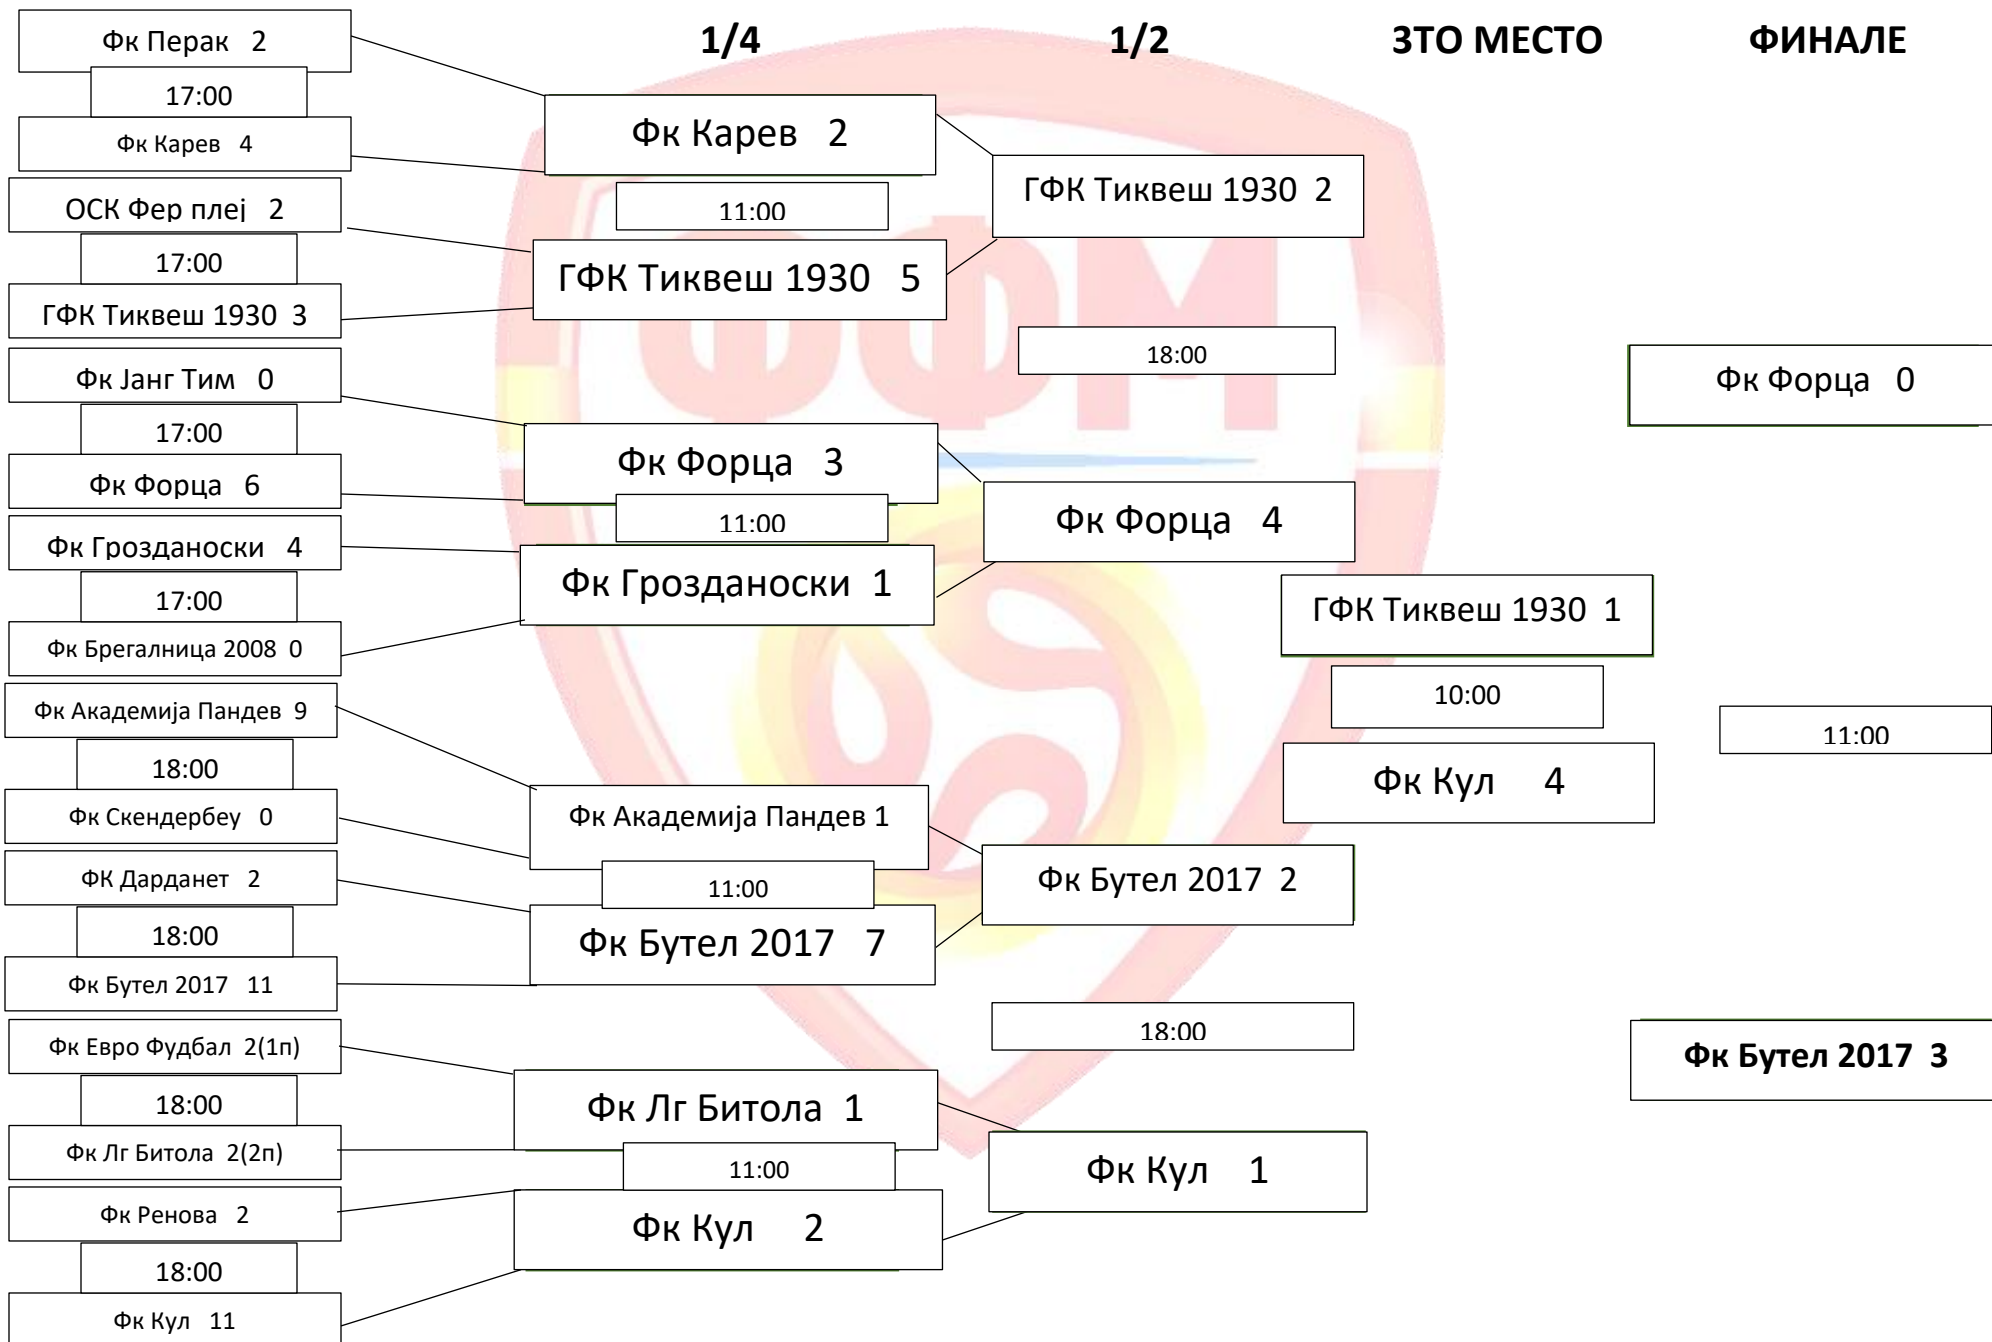 1/4
1/2
3ТО МЕСТО
ФИНАЛЕ
Фк Перак 2
17:00
Фк Карев 4
ОСК Фер плеј 2
17:00
ГФК Тиквеш 1930 3
Фк Јанг Тим 0
17:00
Фк Форца 6
Фк Грозданоски 4
17:00
Фк Брегалница 2008 0
Фк Академија Пандев 9
18:00
Фк Скендербеу 0
ФК Дарданет 2
18:00
Фк Бутел 2017 11
Фк Евро Фудбал 2(1п)
18:00
Фк Лг Битола 2(2п)
Фк Ренова 2
18:00
Фк Кул 11
Фк Карев 2
11:00
ГФК Тиквеш 1930 5
Фк Форца 3
11:00
Фк Грозданоски 1
Фк Академија Пандев 1
11:00
Фк Бутел 2017 7
Фк Лг Битола 1
11:00
Фк Кул 2
ГФК Тиквеш 1930 2
18:00
Фк Форца 4
Фк Бутел 2017 2
18:00
Фк Кул 1
ГФК Тиквеш 1930 1
10:00
Фк Кул 4
Фк Форца 0
11:00
Фк Бутел 2017 3
ФФМ